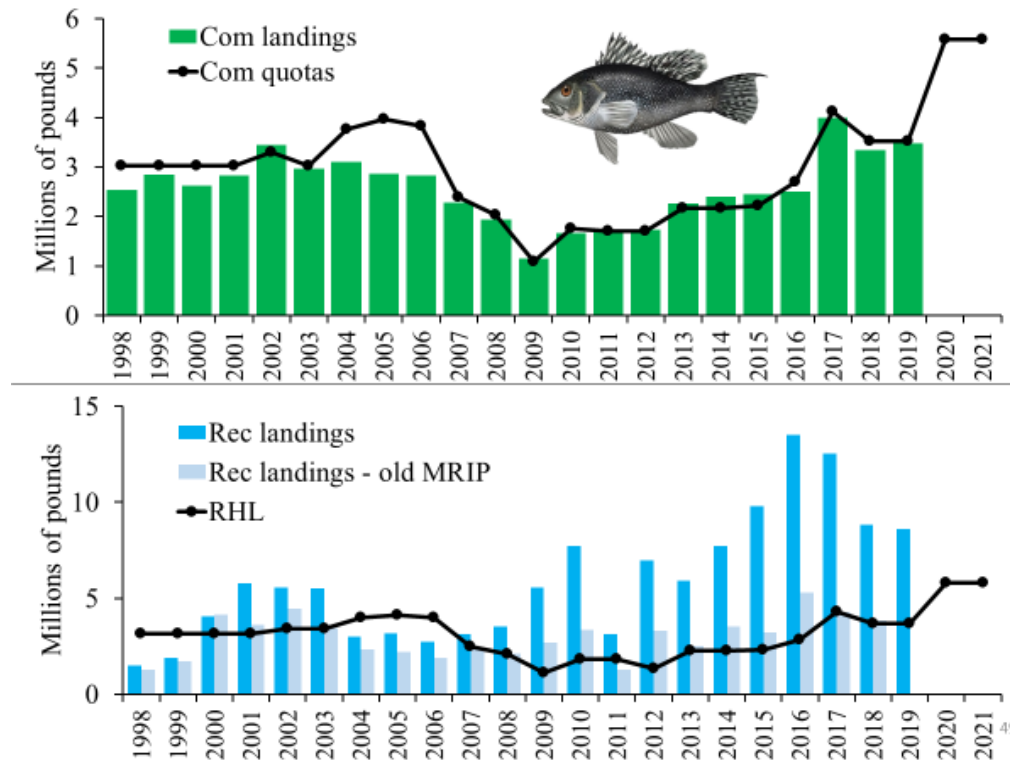 6
5
4
3
2
1
0
Millions of pounds
Com landings
Com quotas
1998 1999 2000 2001 2002 2003 2004 2005 2006 2007 2008 2009 2010 2011 2012 2013 2014 2015 2016 2017 2018 2019 2020 2021
15
10
5
0
Millions of pounds
Rec landings
Rec landings - old MRIP
RHL
1998 1999 2000 2001 2002 2003 2004 2005 2006 2007 2008 2009 2010 2011 2012 2013 2014 2015 2016 2017 2018 2019 2020 2021